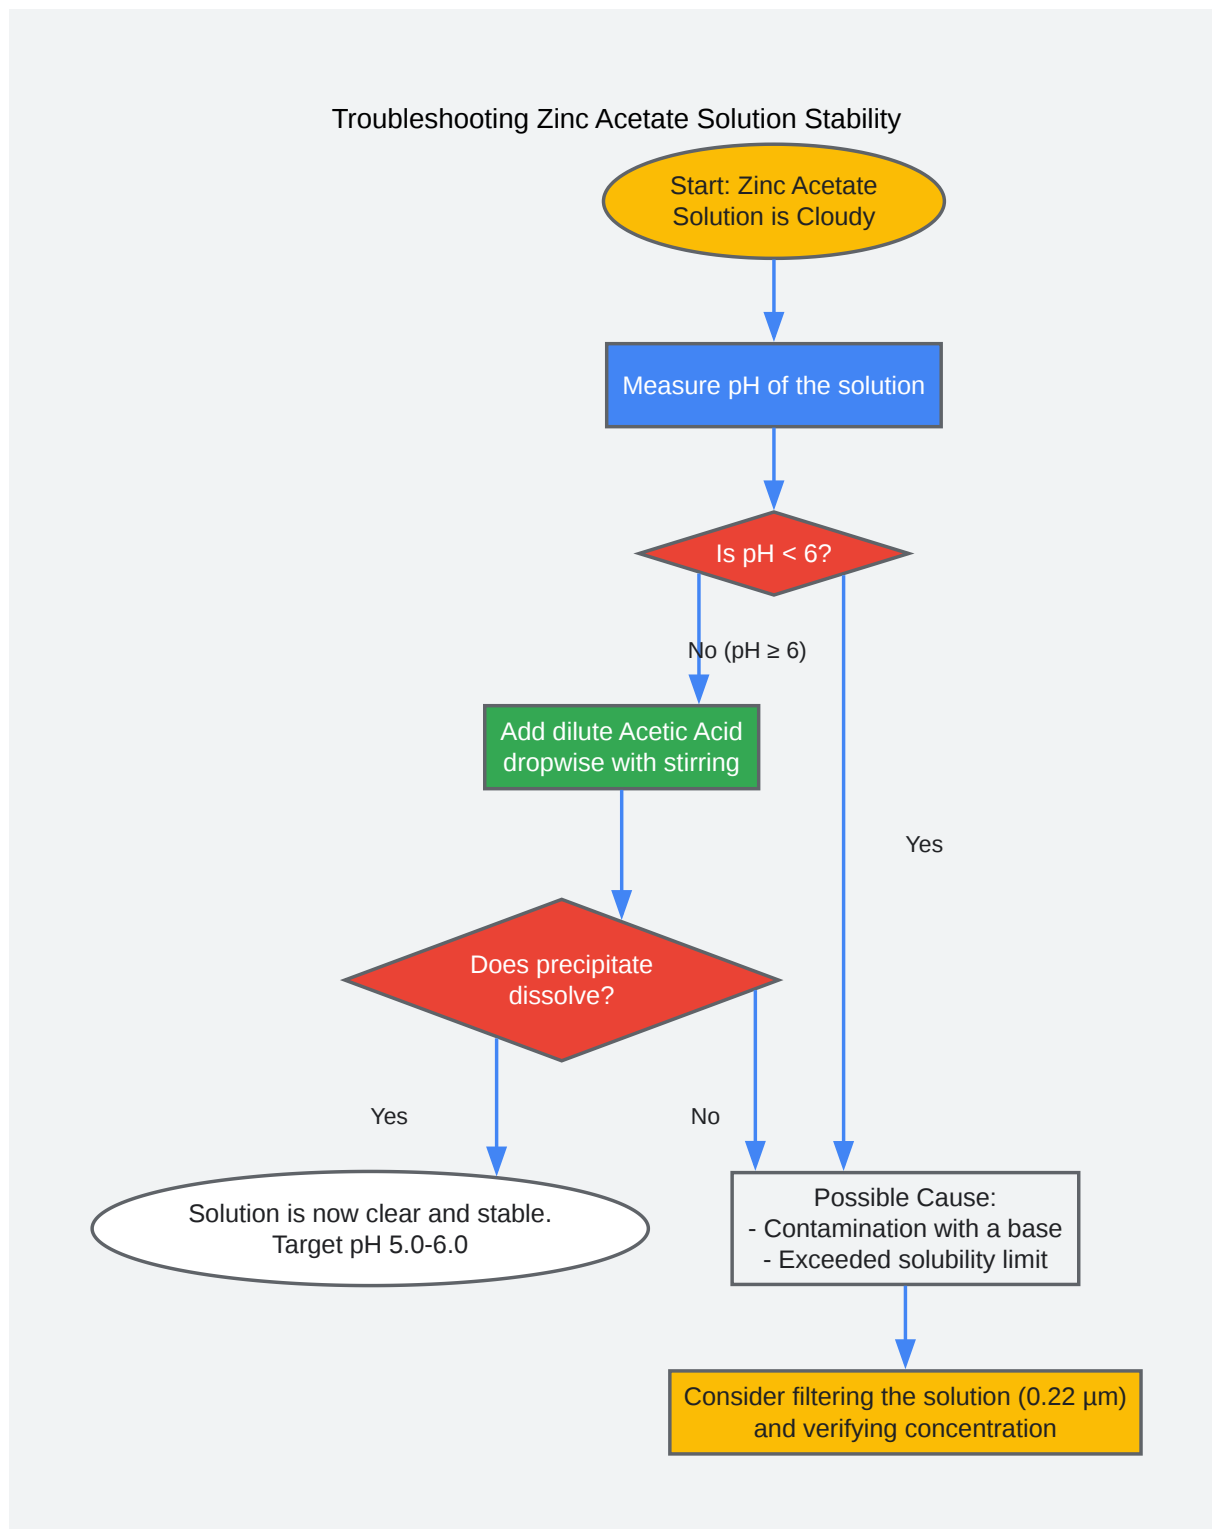 Troubleshooting Zinc Acetate Solution Stability
Start: Zinc Acetate
Solution is Cloudy
Measure pH of the solution
Is pH < 6?
No (pH ≥ 6)
Add dilute Acetic Acid
dropwise with stirring
Yes
Does precipitate
dissolve?
Yes
No
Solution is now clear and stable.
Target pH 5.0-6.0
Possible Cause:
- Contamination with a base
- Exceeded solubility limit
Consider filtering the solution (0.22 µm)
and verifying concentration